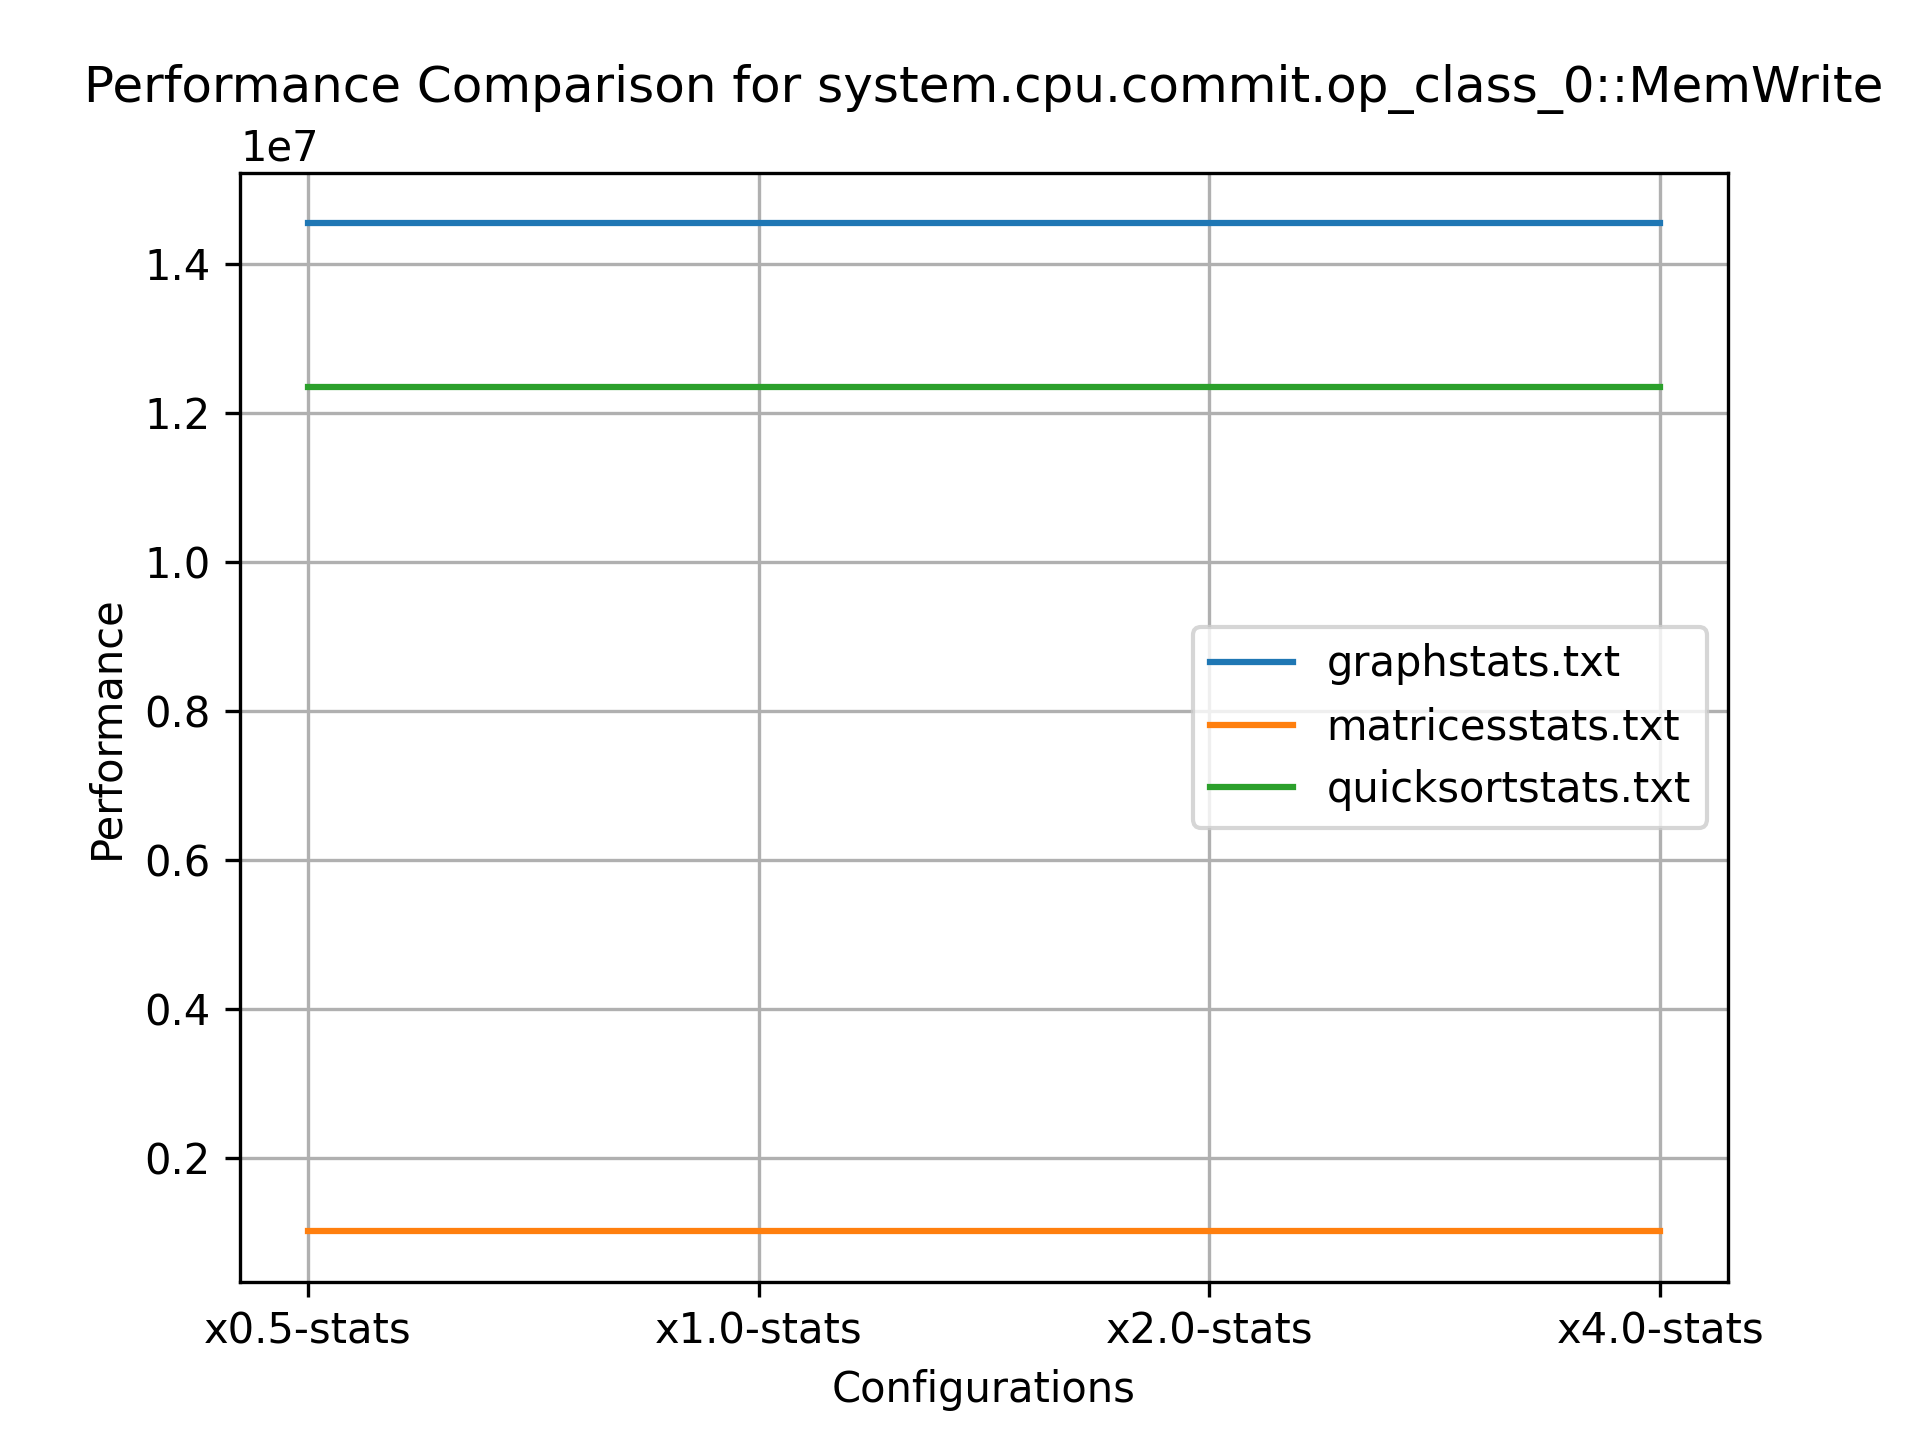 Performance Comparison for system.cpu.commit.op_class_0::MemWrite
1e7
1.4
1.2
1.0
0.8
0.6
0.4
0.2
Performance
graphstats.txt
matricesstats.txt
quicksortstats.txt
x0.5-stats
x1.0-stats
x2.0-stats
x4.0-stats
Configurations